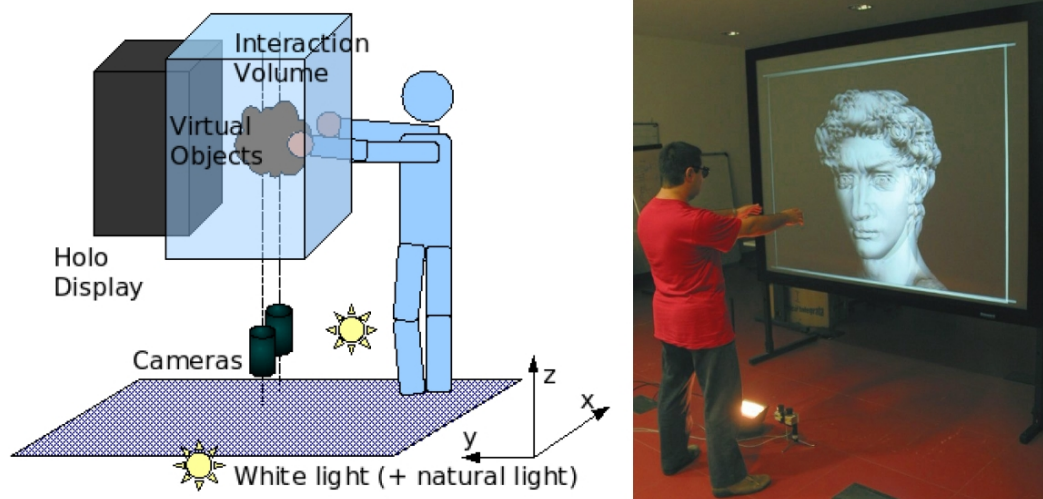 Interaction
Volume
Virtual
Objects
Holo
Display
Cameras
z
x
y
White light (+ natural light)